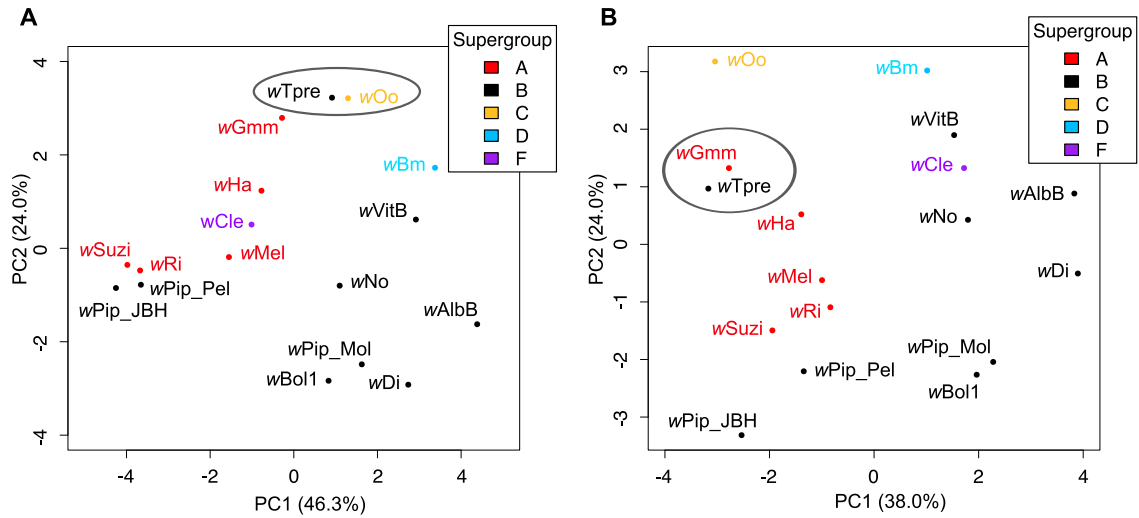 A
Supergroup
A
B
C
D
F
wTpre
wOo
wGmm
wBm
wHa
wVitB
wCle
wSuzi
wRi
wMel
wPip_Pel
wPip_JBH
wNo
wAlbB
wPip_Mol
wBol1
wDi
4
2
0
-2
-4
PC2 (24.0%)
-4
-2
0
2
4
PC1 (46.3%)
B
Supergroup
A
B
C
D
F
wOo
wBm
wVitB
wGmm
wCle
wTpre
wAlbB
wHa
wNo
wDi
wMel
wRi
wSuzi
wPip_Mol
wPip_Pel
wBol1
wPip_JBH
3
2
1
0
-1
-2
-3
PC2 (24.0%)
-4
-2
0
2
4
PC1 (38.0%)